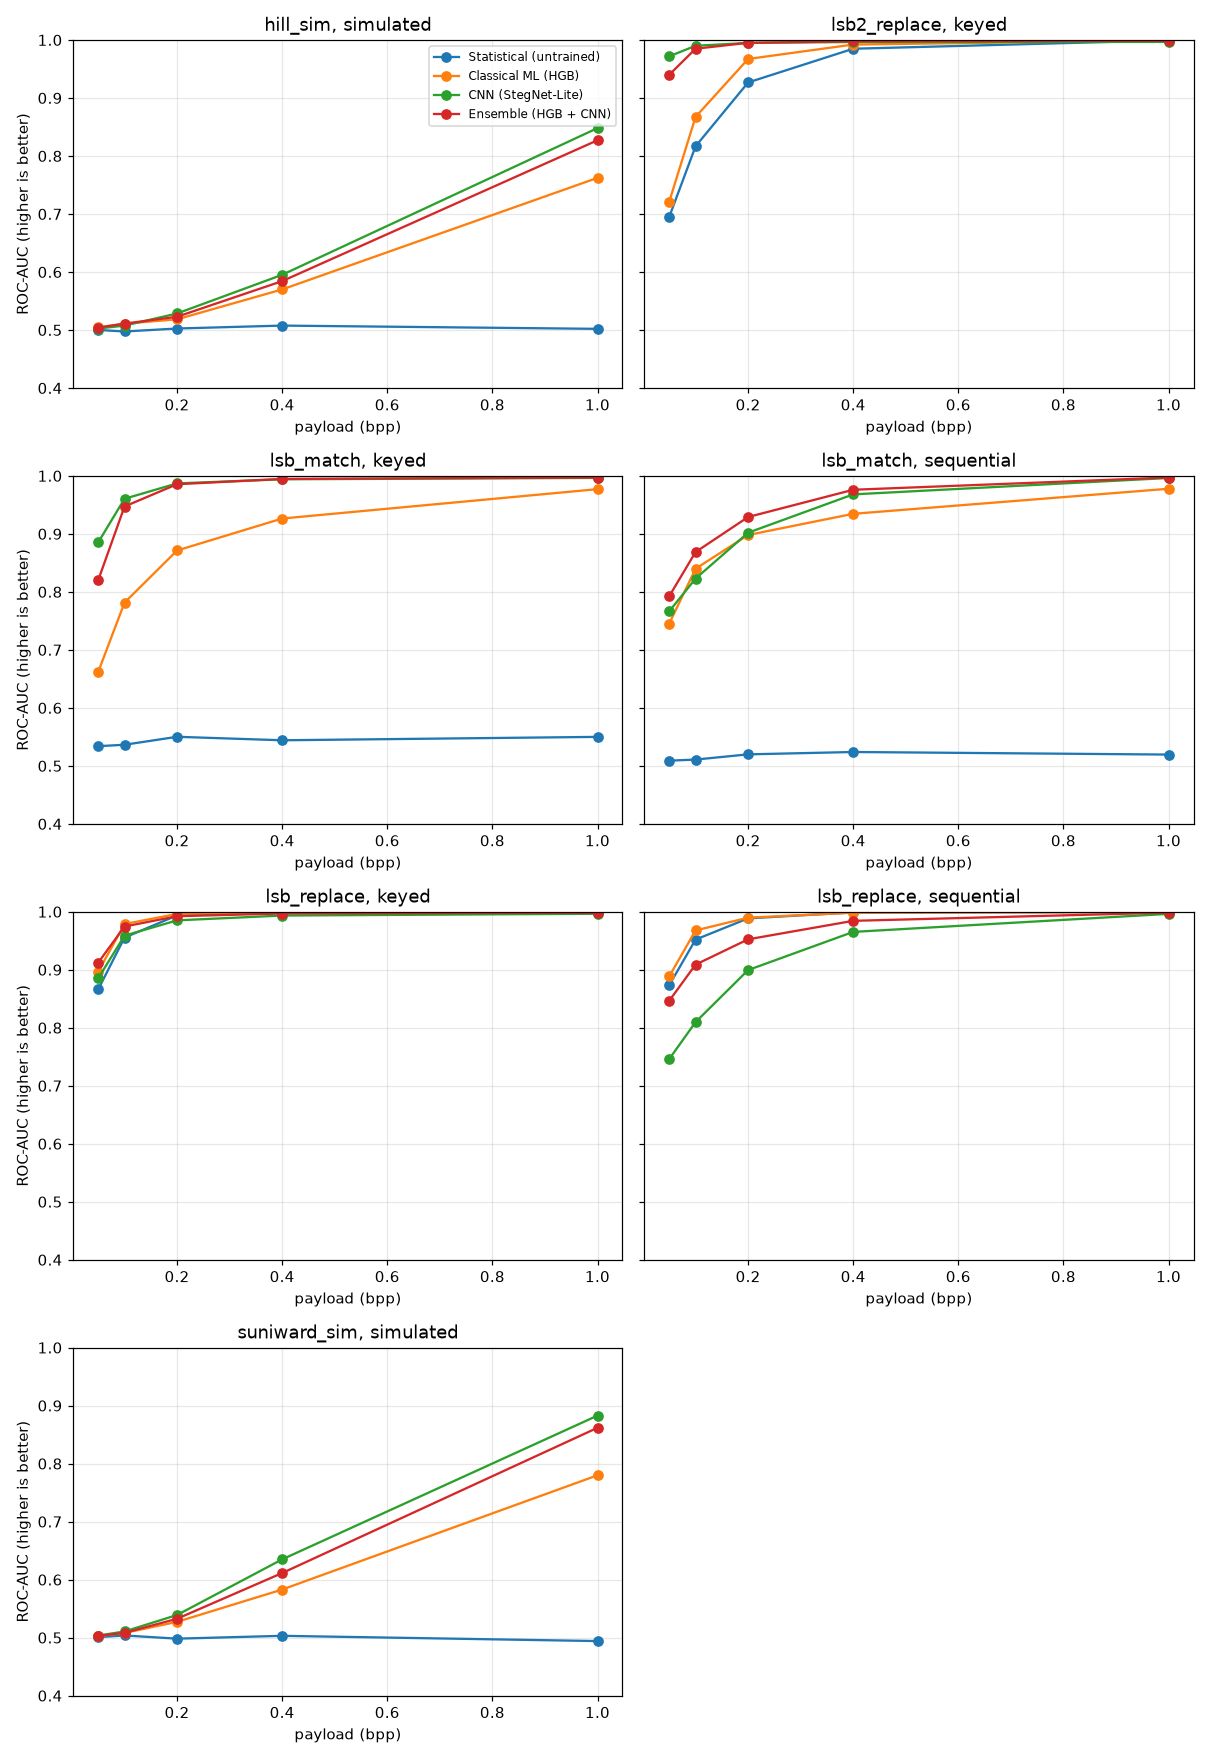 hill_sim, simulated
ROC-AUC (higher is better)
1.0
0.9
0.8
0.7
0.6
0.5
0.4
Statistical (untrained)
Classical ML (HGB)
CNN (StegNet-Lite)
Ensemble (HGB + CNN)
0.2 0.4 0.6 0.8 1.0
payload (bpp)
lsb2_replace, keyed
0.2 0.4 0.6 0.8 1.0
payload (bpp)
lsb_match, keyed
ROC-AUC (higher is better)
1.0
0.9
0.8
0.7
0.6
0.5
0.4
0.2 0.4 0.6 0.8 1.0
payload (bpp)
lsb_match, sequential
0.2 0.4 0.6 0.8 1.0
payload (bpp)
lsb_replace, keyed
ROC-AUC (higher is better)
1.0
0.9
0.8
0.7
0.6
0.5
0.4
0.2 0.4 0.6 0.8 1.0
payload (bpp)
lsb_replace, sequential
0.2 0.4 0.6 0.8 1.0
payload (bpp)
suniward_sim, simulated
ROC-AUC (higher is better)
1.0
0.9
0.8
0.7
0.6
0.5
0.4
0.2 0.4 0.6 0.8 1.0
payload (bpp)